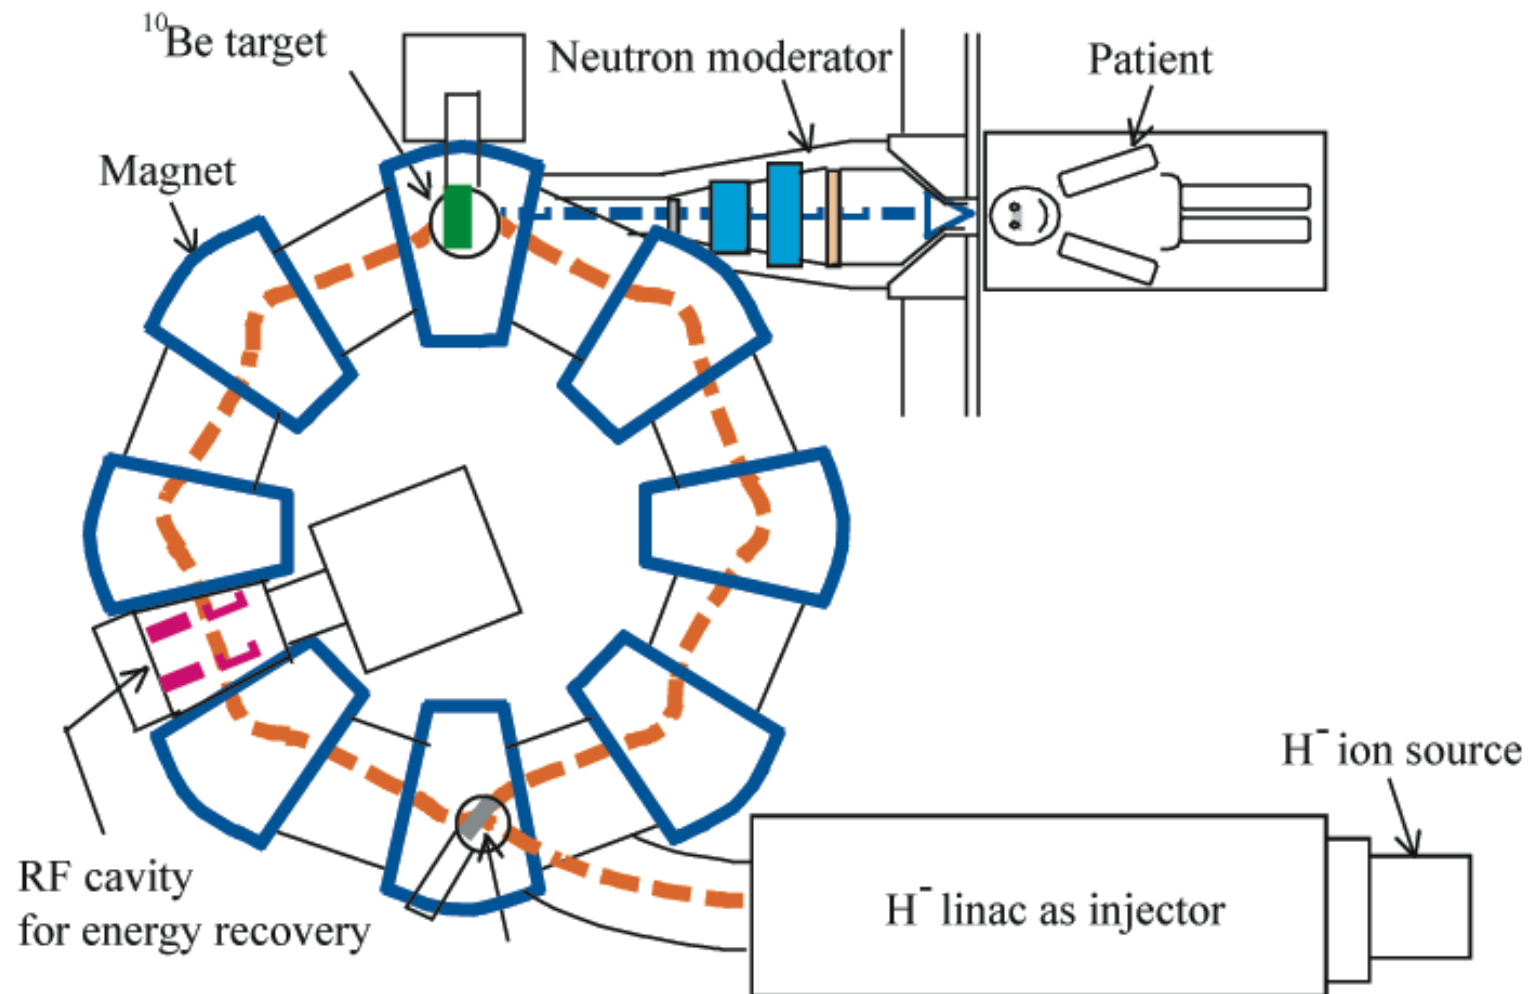 ¹⁰Be target
Neutron moderator
Patient
Magnet
H⁻ ion source
RF cavity
for energy recovery
H⁻ linac as injector